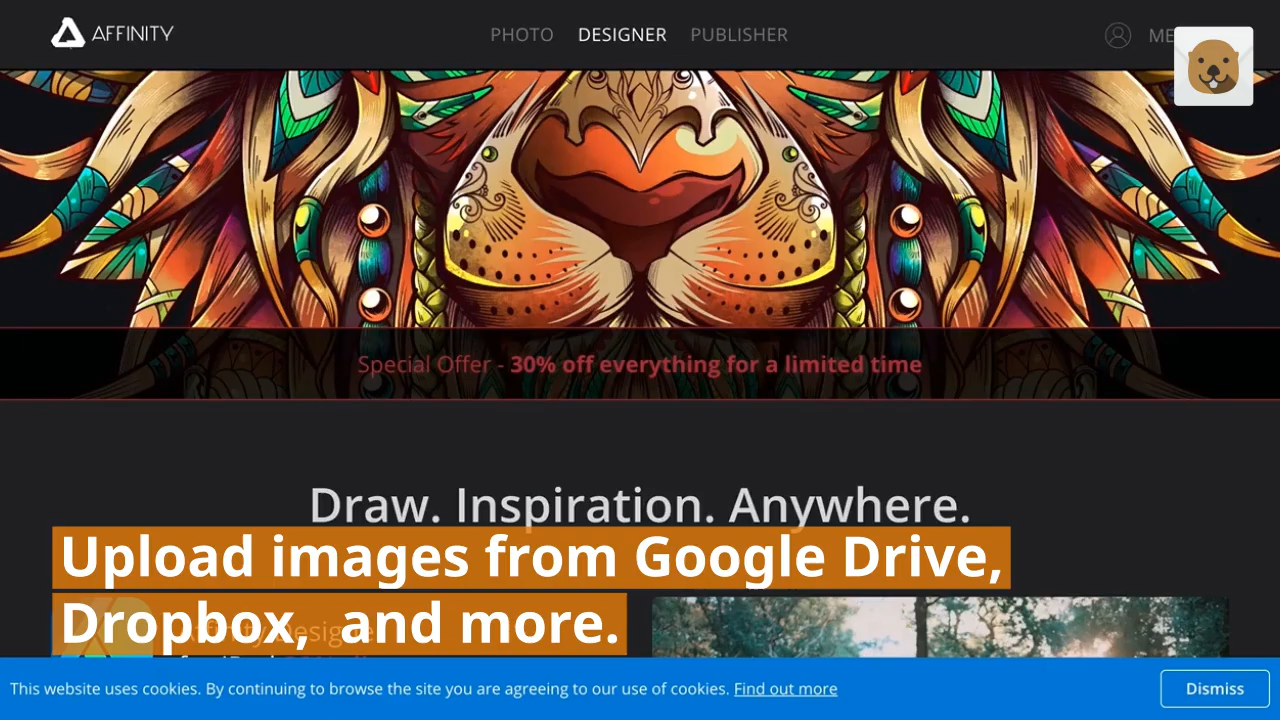 AFFINITY
PHOTO DESIGNER PUBLISHER
Special Offer - 30% off everything for a limited time
Draw. Inspiration. Anywhere.
Upload images from Google Drive,
Dropbox, and more.
This website uses cookies. By continuing to browse the site you are agreeing to our use of cookies. Find out more
Dismiss